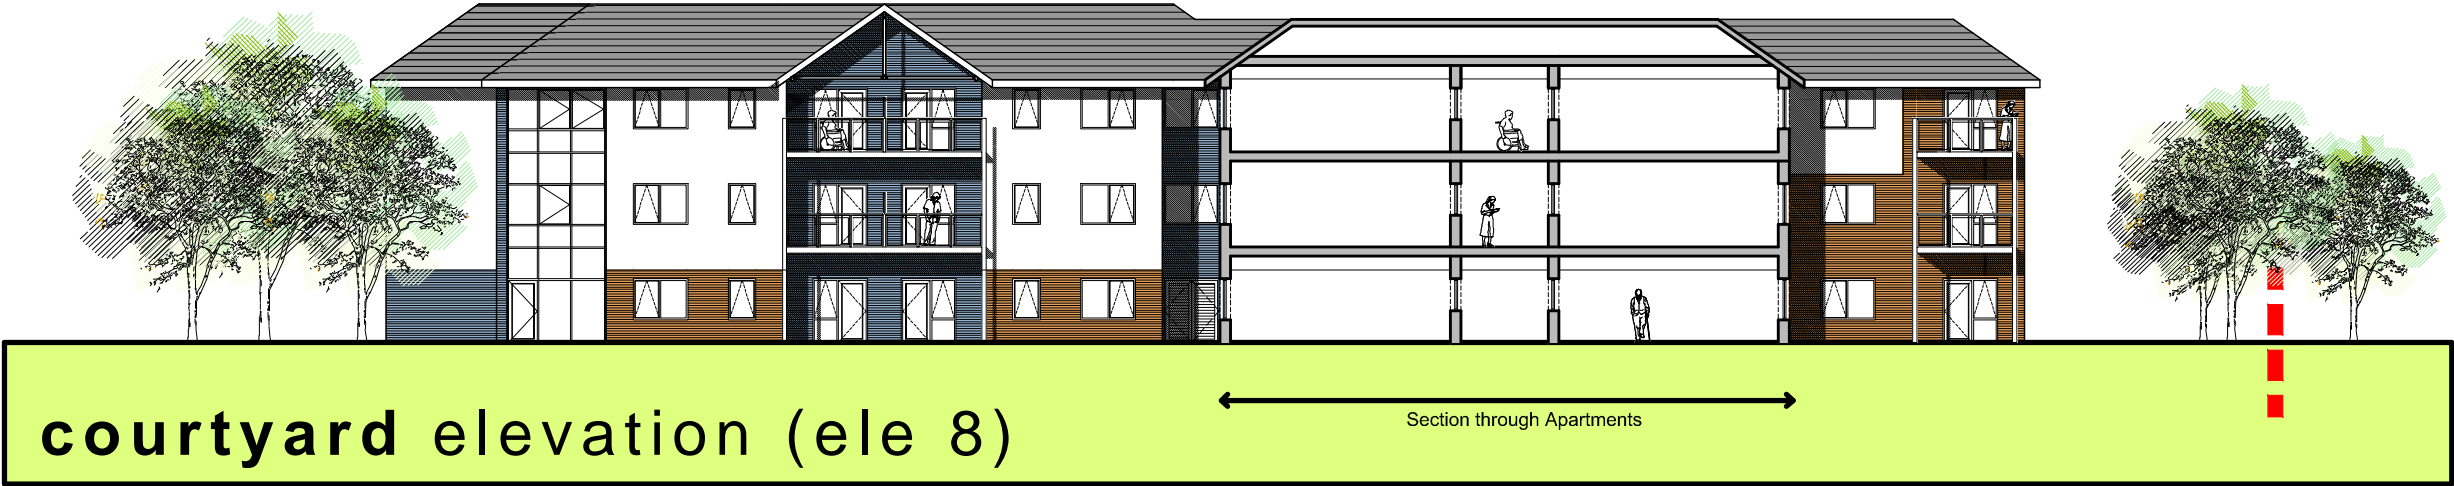 Section through Apartments
courtyard elevation (ele 8)